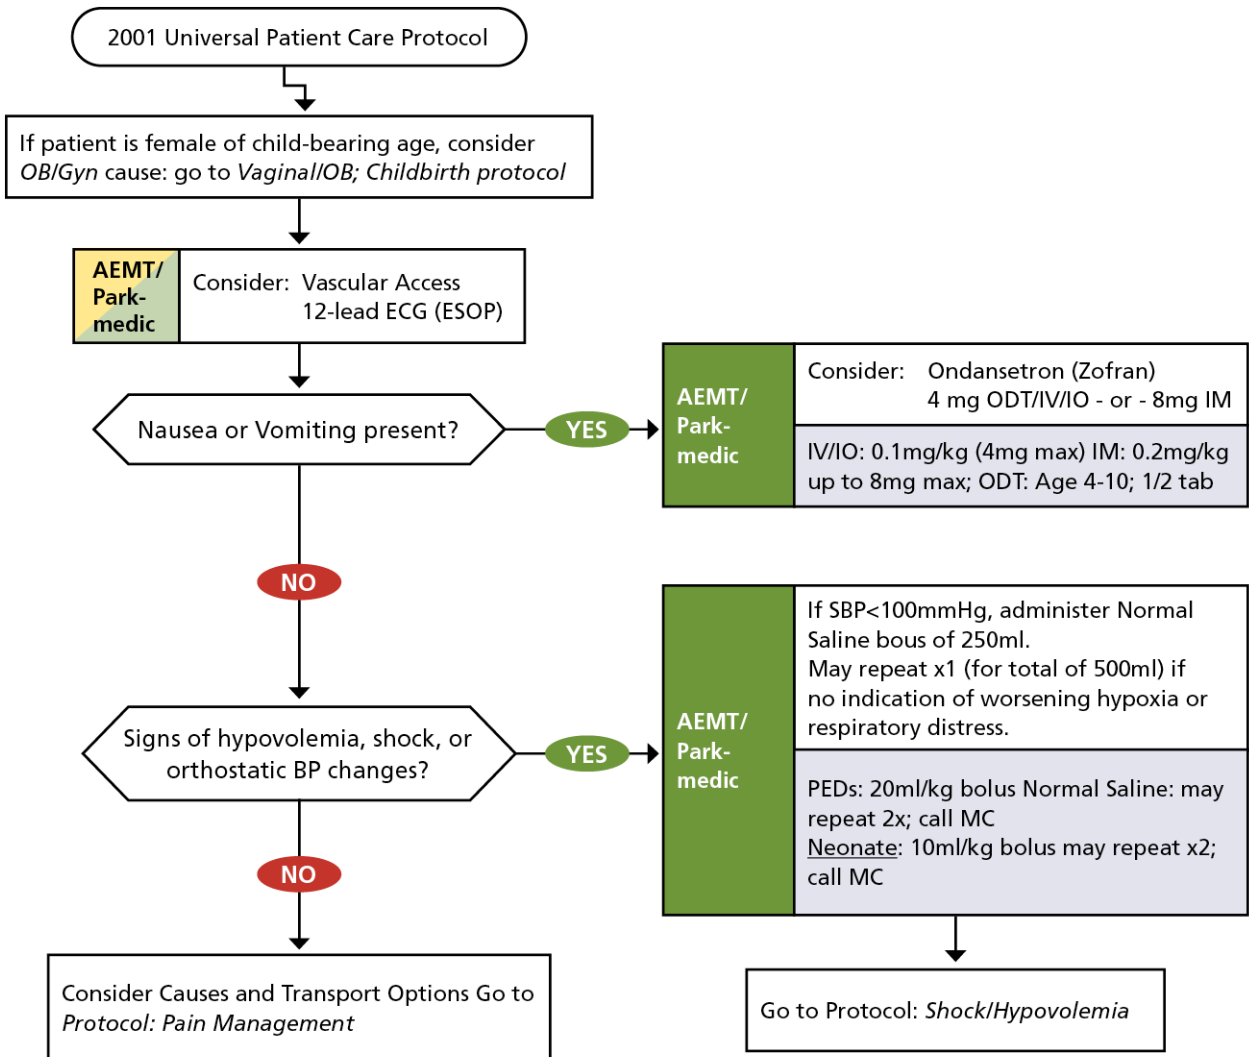 2001 Universal Patient Care Protocol
If patient is female of child-bearing age, consider
OB/Gyn cause: go to Vaginal/OB; Childbirth protocol
AEMT/
Park-
medic
Consider: Vascular Access
12-lead ECG (ESOP)
Nausea or Vomiting present?
YES
AEMT/
Park-
medic
Consider: Ondansetron (Zofran)
4 mg ODT/IV/IO - or - 8mg IM
IV/IO: 0.1mg/kg (4mg max) IM: 0.2mg/kg
up to 8mg max; ODT: Age 4-10; 1/2 tab
NO
Signs of hypovolemia, shock, or
orthostatic BP changes?
YES
AEMT/
Park-
medic
If SBP<100mmHg, administer Normal
Saline bous of 250ml.
May repeat x1 (for total of 500ml) if
no indication of worsening hypoxia or
respiratory distress.
PEDs: 20ml/kg bolus Normal Saline: may
repeat 2x; call MC
Neonate: 10ml/kg bolus may repeat x2;
call MC
NO
Consider Causes and Transport Options Go to
Protocol: Pain Management
Go to Protocol: Shock/Hypovolemia